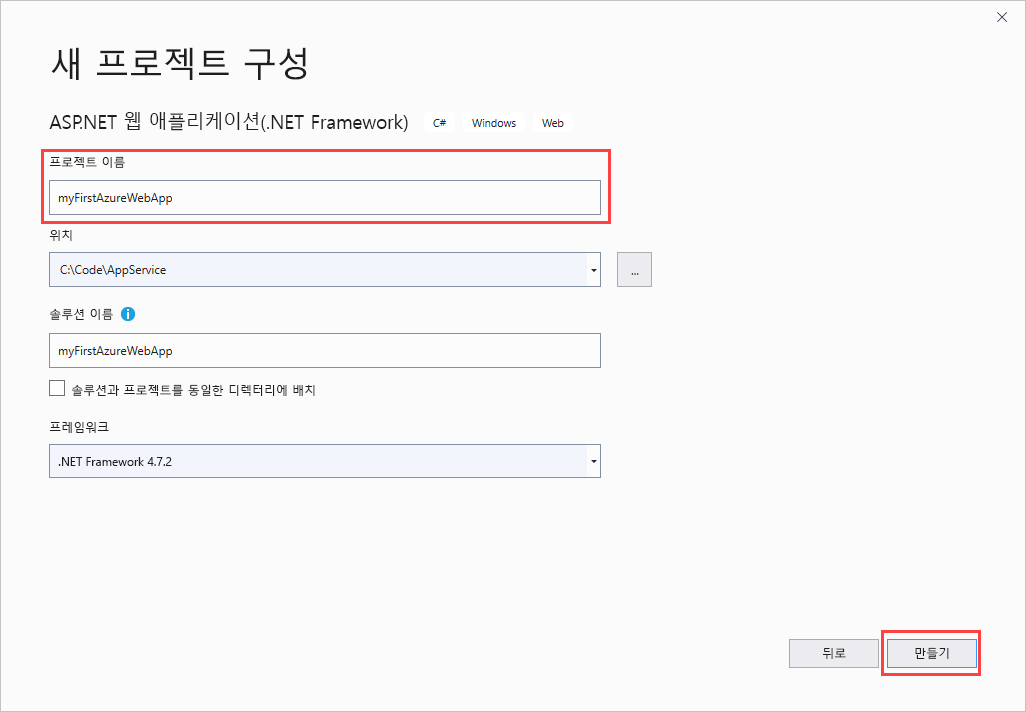 새 프로젝트 구성
ASP.NET 웹 애플리케이션(.NET Framework) C# Windows Web
프로젝트 이름
myFirstAzureWebApp
위치
C:\Code\AppService ...
솔루션 이름 i
myFirstAzureWebApp
솔루션과 프로젝트를 동일한 디렉터리에 배치
프레임워크
.NET Framework 4.7.2
뒤로 만들기